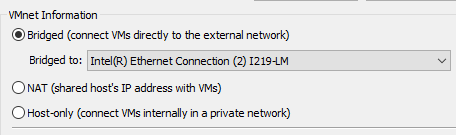 VMnet Information
Bridged (connect VMs directly to the external network)
Bridged to: Intel(R) Ethernet Connection (2) I219-LM
NAT (shared host's IP address with VMs)
Host-only (connect VMs internally in a private network)